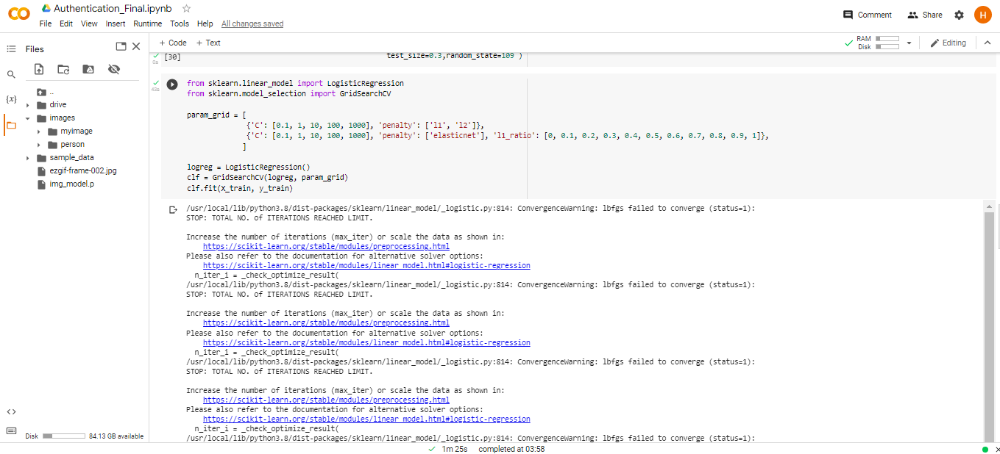 Authentication_Final.ipynb
File Edit View Insert Runtime Tools Help All changes saved
Comment Share H
Files
+ Code + Text
RAM
Disk
Editing
{x}
..
drive
images
myimage
person
sample_data
ezgif-frame-002.jpg
img_model.p
Disk 84.13 GB available
0s
[30] test_size=0.3,random_state=109 )
from sklearn.linear_model import LogisticRegression
from sklearn.model_selection import GridSearchCV
param_grid = [
{'C': [0.1, 1, 10, 100, 1000], 'penalty': ['l1', 'l2']},
{'C': [0.1, 1, 10, 100, 1000], 'penalty': ['elasticnet'], 'l1_ratio': [0, 0.1, 0.2, 0.3, 0.4, 0.5, 0.6, 0.7, 0.8, 0.9, 1]},
]
logreg = LogisticRegression()
clf = GridSearchCV(logreg, param_grid)
clf.fit(X_train, y_train)
/usr/local/lib/python3.8/dist-packages/sklearn/linear_model/_logistic.py:814: ConvergenceWarning: lbfgs failed to converge (status=1):
STOP: TOTAL NO. of ITERATIONS REACHED LIMIT.
Increase the number of iterations (max_iter) or scale the data as shown in:
https://scikit-learn.org/stable/modules/preprocessing.html
Please also refer to the documentation for alternative solver options:
https://scikit-learn.org/stable/modules/linear_model.html#logistic-regression
n_iter_i = _check_optimize_result(
/usr/local/lib/python3.8/dist-packages/sklearn/linear_model/_logistic.py:814: ConvergenceWarning: lbfgs failed to converge (status=1):
STOP: TOTAL NO. of ITERATIONS REACHED LIMIT.
Increase the number of iterations (max_iter) or scale the data as shown in:
https://scikit-learn.org/stable/modules/preprocessing.html
Please also refer to the documentation for alternative solver options:
https://scikit-learn.org/stable/modules/linear_model.html#logistic-regression
n_iter_i = _check_optimize_result(
/usr/local/lib/python3.8/dist-packages/sklearn/linear_model/_logistic.py:814: ConvergenceWarning: lbfgs failed to converge (status=1):
STOP: TOTAL NO. of ITERATIONS REACHED LIMIT.
Increase the number of iterations (max_iter) or scale the data as shown in:
https://scikit-learn.org/stable/modules/preprocessing.html
Please also refer to the documentation for alternative solver options:
https://scikit-learn.org/stable/modules/linear_model.html#logistic-regression
n_iter_i = _check_optimize_result(
/usr/local/lib/python3.8/dist-packages/sklearn/linear_model/_logistic.py:814: ConvergenceWarning: lbfgs failed to converge (status=1):
1m 25s completed at 03:58